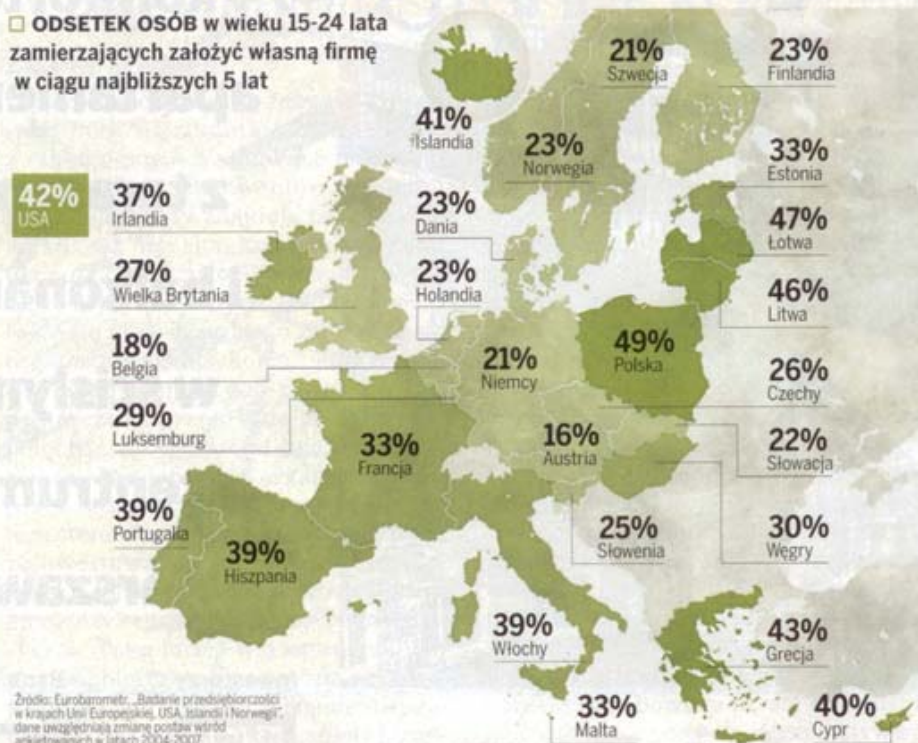 ODSETEK OSÓB w wieku 15-24 lata
zamierzających założyć własną firmę
w ciągu najbliższych 5 lat
42%
USA
41%
Islandia
21%
Szwecja
23%
Finlandia
23%
Norwegia
33%
Estonia
37%
Irlandia
23%
Dania
47%
Łotwa
27%
Wielka Brytania
23%
Holandia
46%
Litwa
18%
Belgia
21%
Niemcy
49%
Polska
26%
Czechy
29%
Luksemburg
33%
Francja
16%
Austria
22%
Słowacja
39%
Portugalia
39%
Hiszpania
25%
Słowenia
30%
Węgry
39%
Włochy
43%
Grecja
33%
Malta
40%
Cypr
Źródło: Eurobarometr, „Badanie przedsiębiorczości
w krajach Unii Europejskiej, USA, Islandii i Norwegii",
dane uwzględniają zmianę postaw wśród
ankietowanych w latach 2004-2007